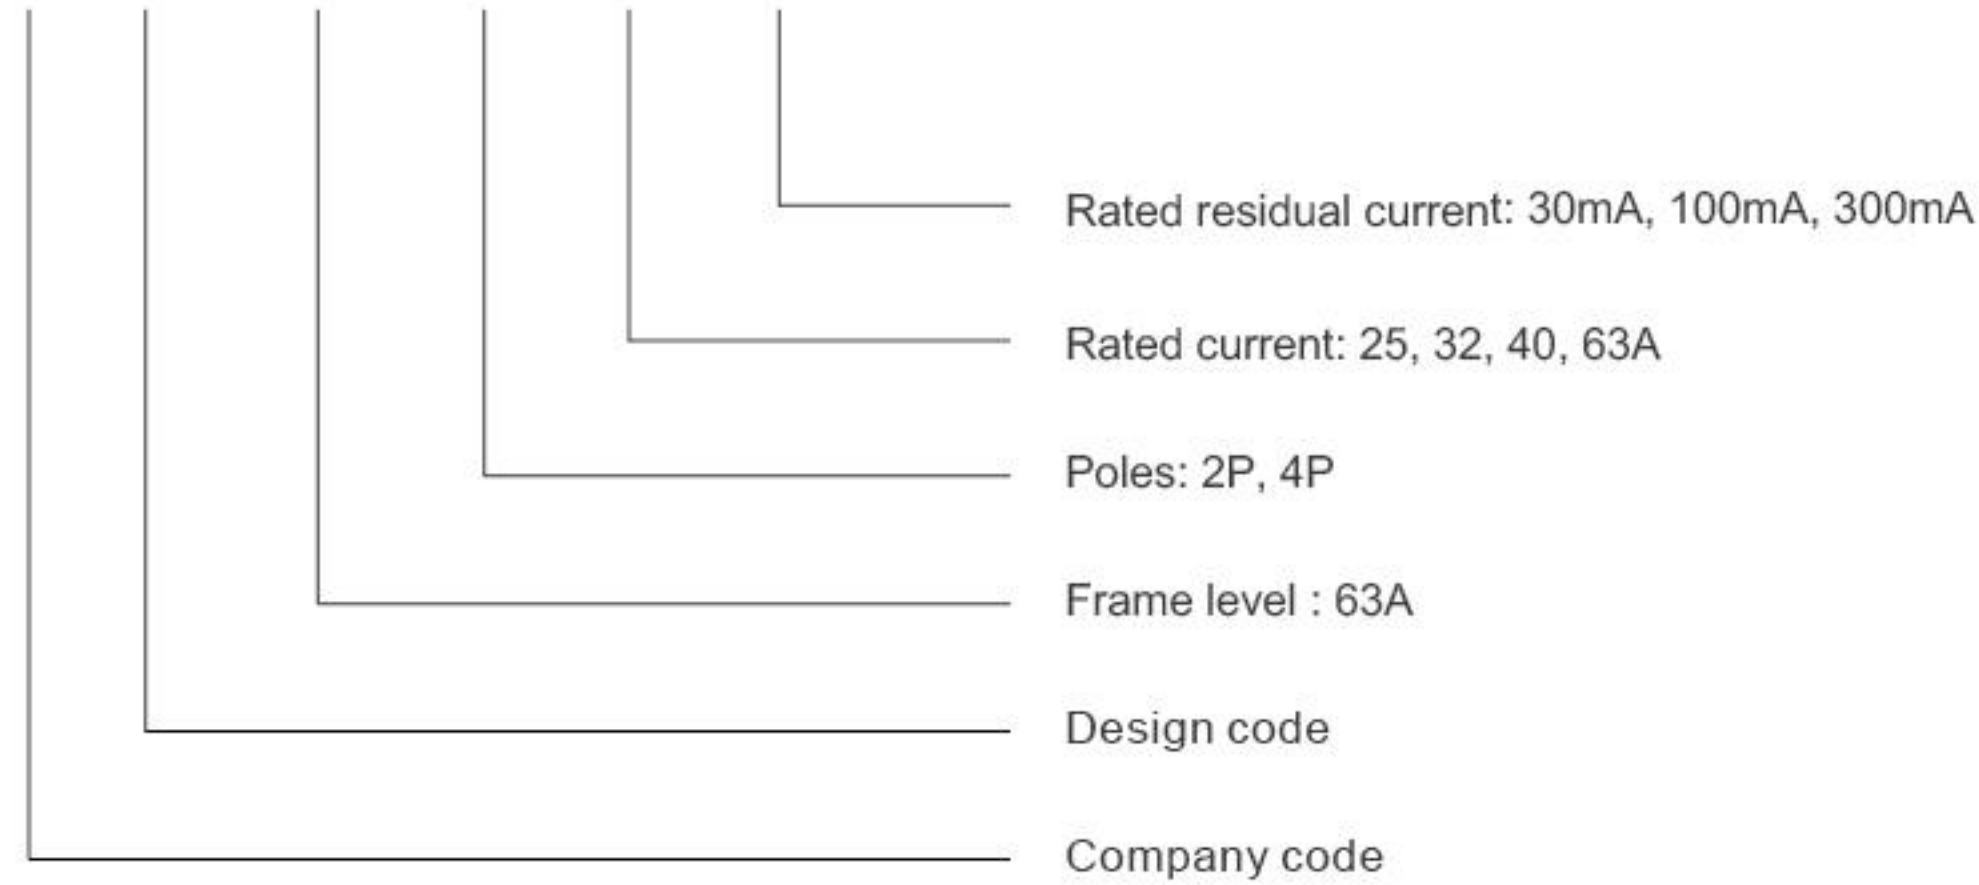 Rated residual current: 30mA, 100mA, 300mA
Rated current: 25, 32, 40, 63A
Poles: 2P, 4P
Frame level : 63A
Design code
Company code